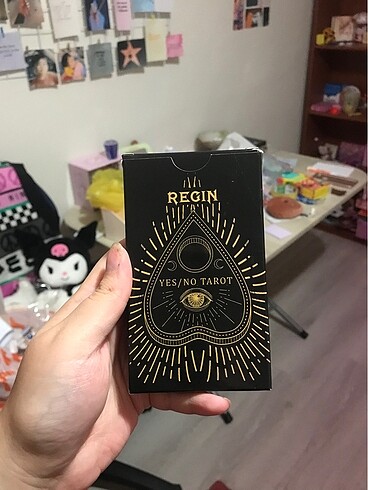 REGIN
YES/NO TAROT